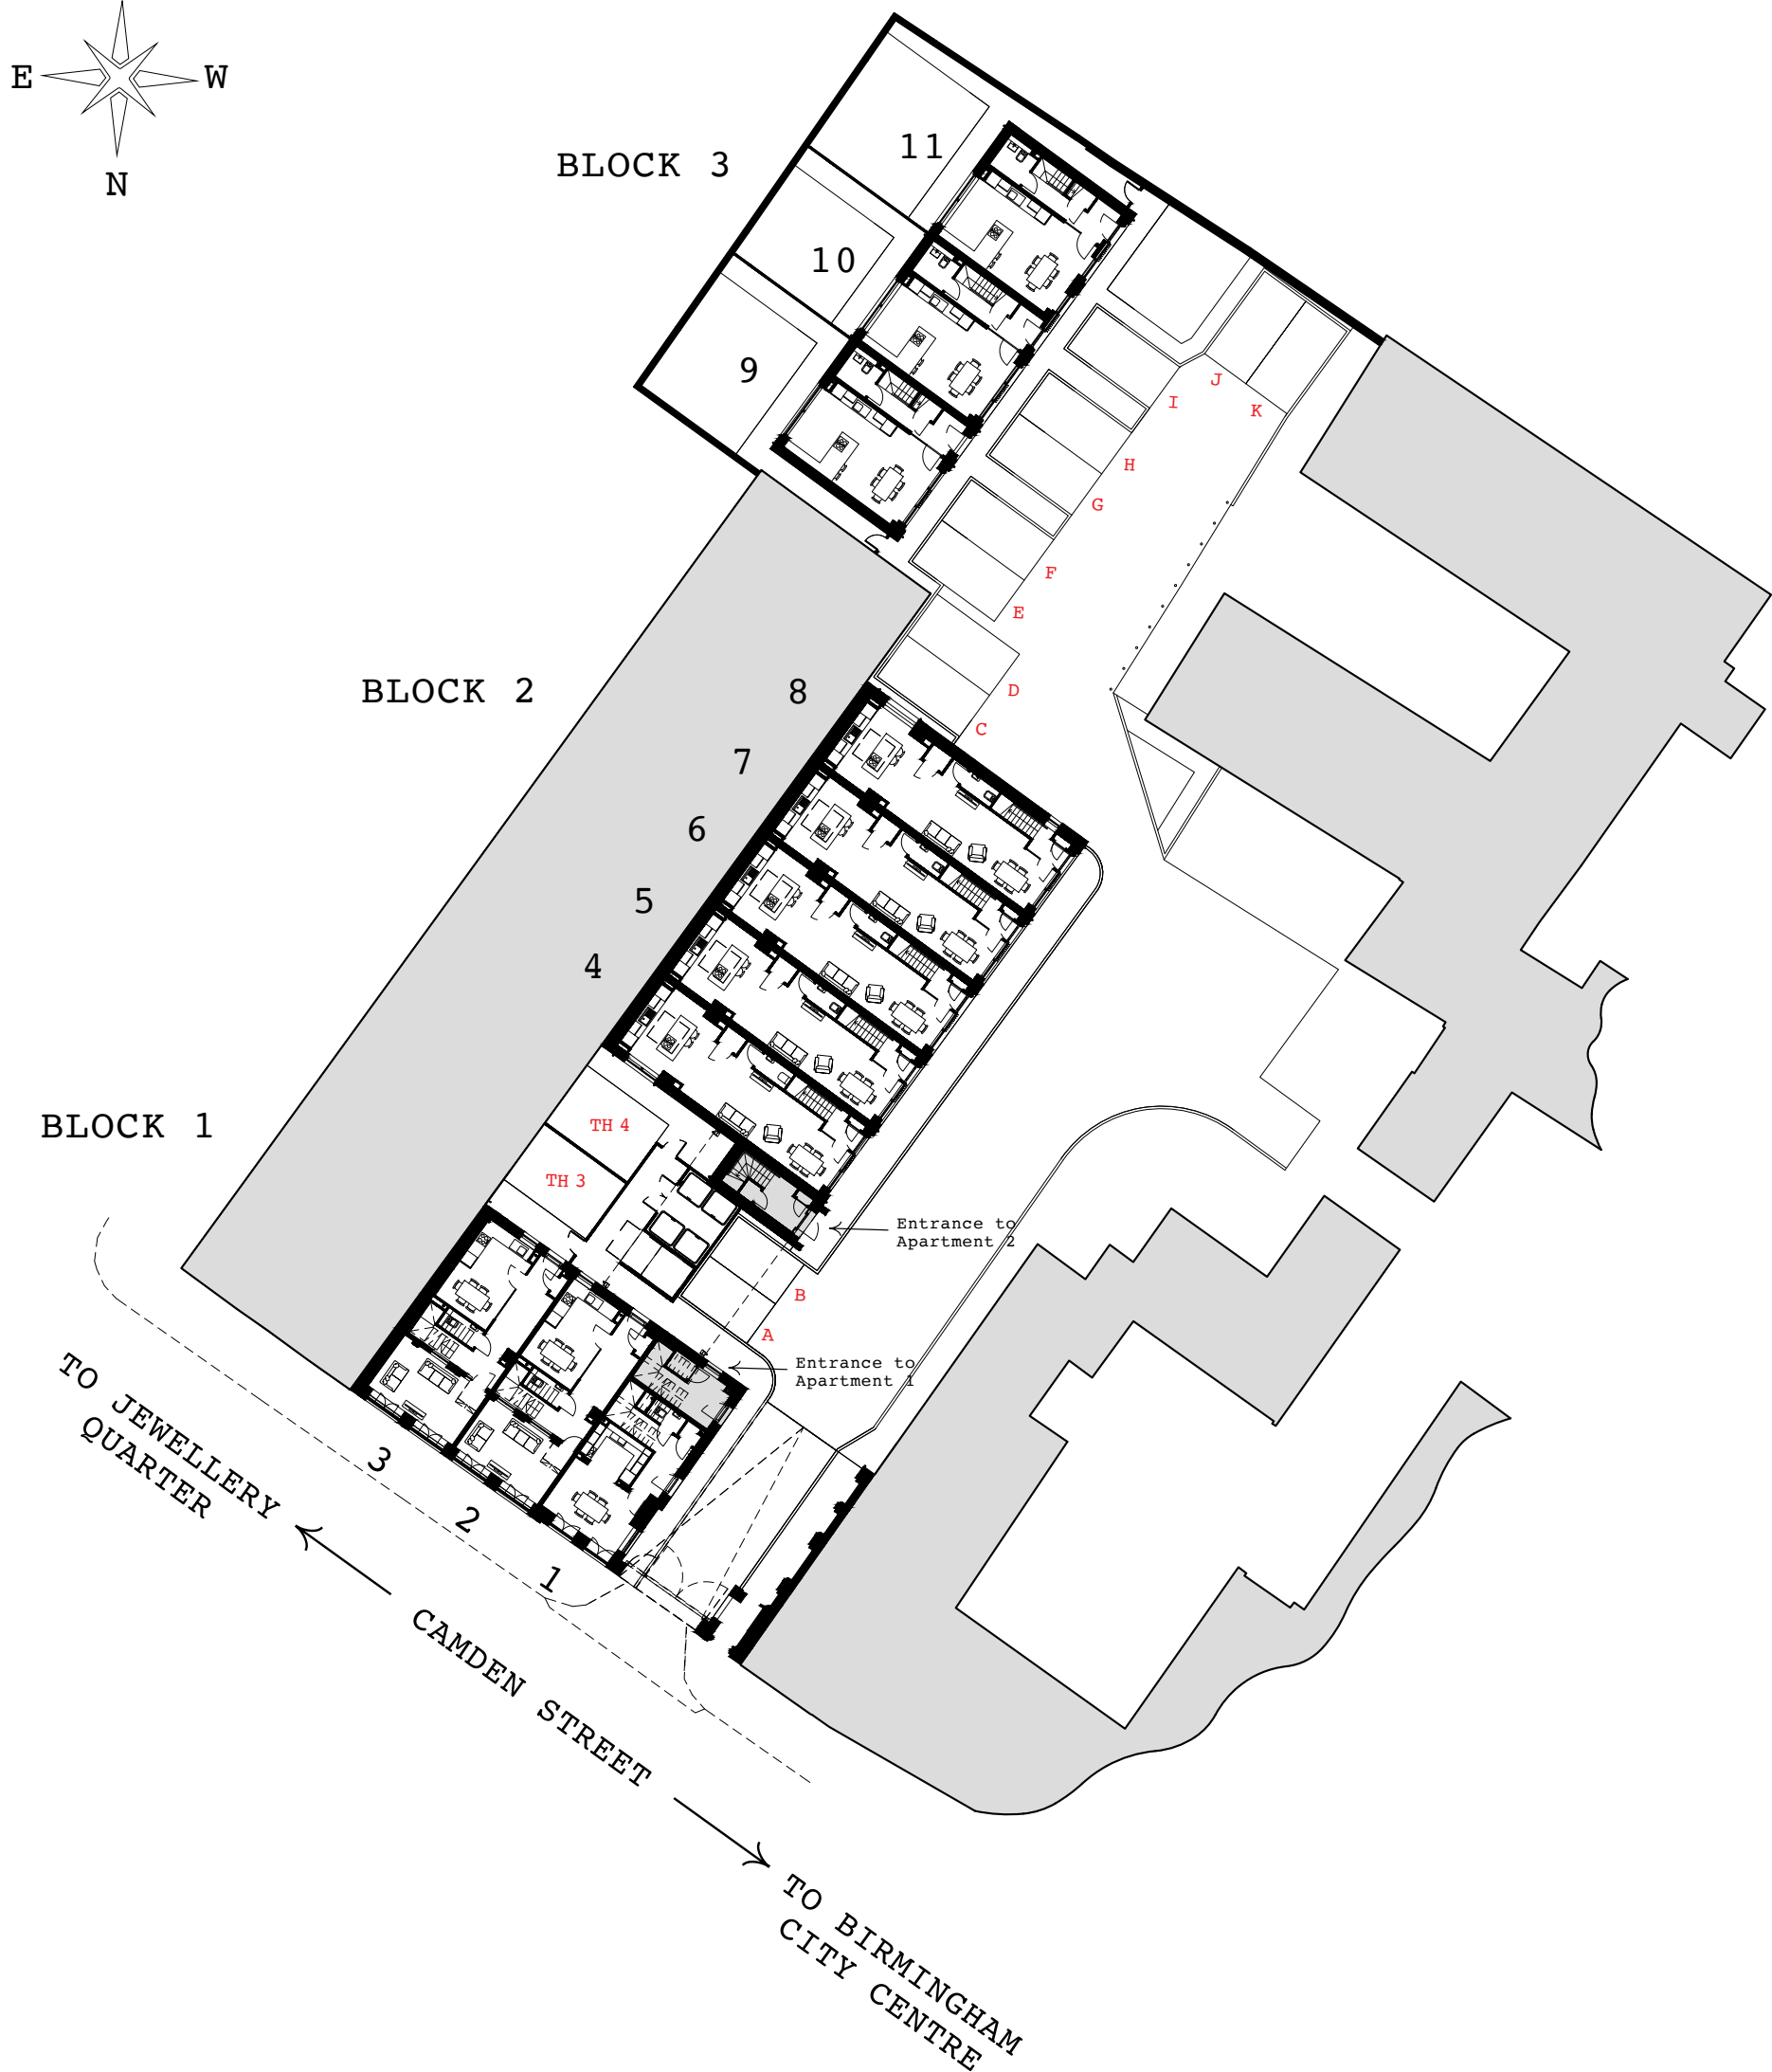 E
W
N
BLOCK 3
11
10
9
J
I
K
H
G
F
E
D
C
BLOCK 2
8
7
6
5
4
BLOCK 1
TH 4
TH 3
Entrance to
Apartment 2
B
A
Entrance to
Apartment 1
3
2
1
TO JEWELLERY
QUARTER
CAMDEN STREET
TO BIRMINGHAM
CITY CENTRE